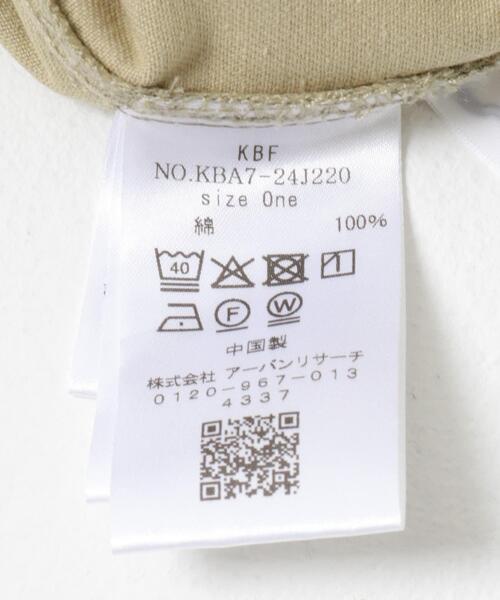 KBF
NO.KBA7-24J220
size One
綿 100%
40
F W
中国製
株式会社 アーバンリサーチ
0120-967-013
4337